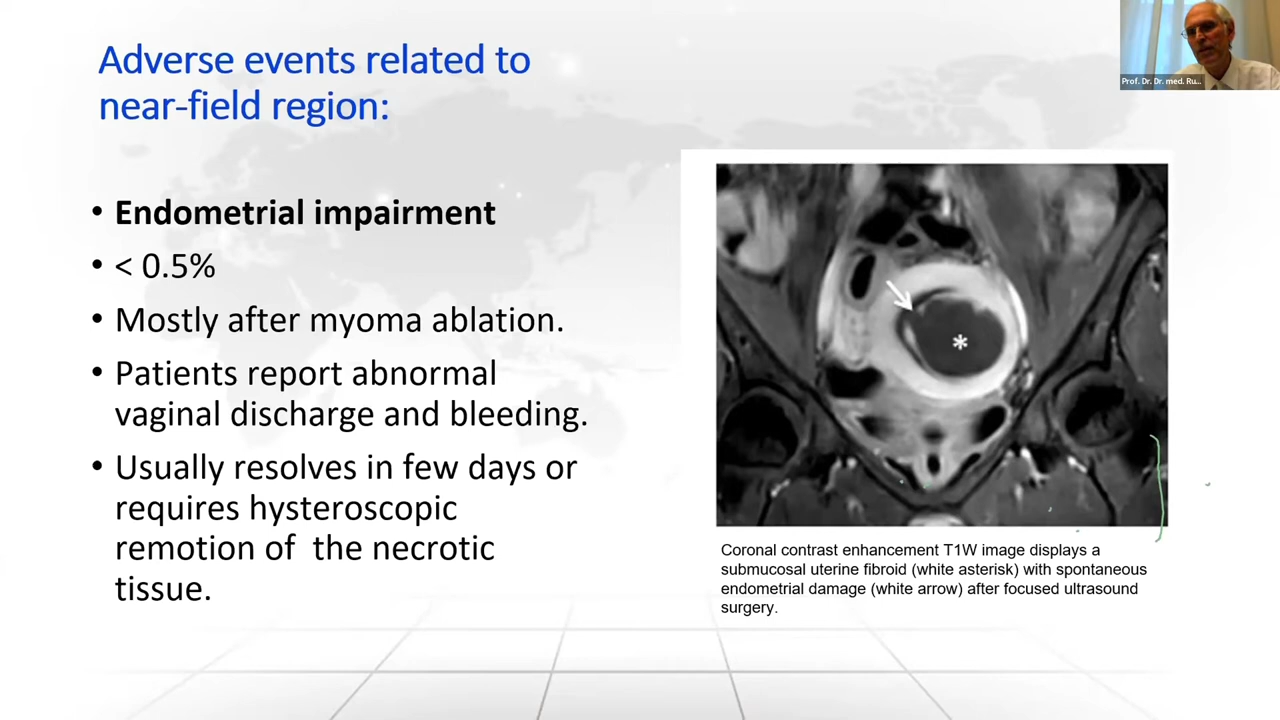 Adverse events related to
near-field region:
Prof. Dr. Dr. med. Ru...
• Endometrial impairment
• < 0.5%
• Mostly after myoma ablation.
• Patients report abnormal
vaginal discharge and bleeding.
• Usually resolves in few days or
requires hysteroscopic
remotion of  the necrotic
tissue.
*
Coronal contrast enhancement T1W image displays a
submucosal uterine fibroid (white asterisk) with spontaneous
endometrial damage (white arrow) after focused ultrasound
surgery.